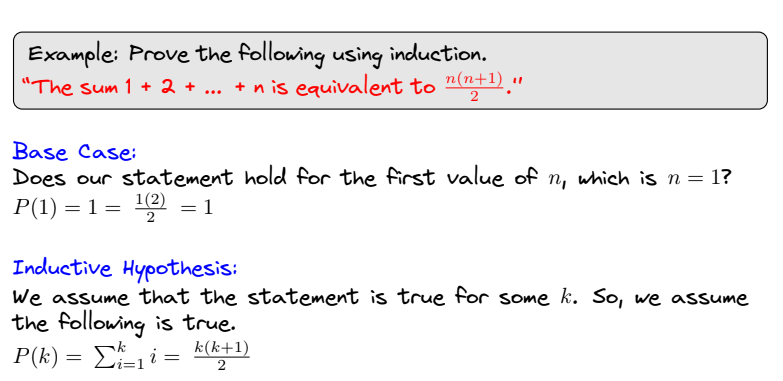 Example: Prove the following using induction.
"The sum 1 + 2 + ... + n is equivalent to \frac{n(n+1)}{2}."
Base Case:
Does our statement hold for the first value of n, which is n = 1?
P(1) = 1 = \frac{1(2)}{2} = 1
Inductive Hypothesis:
We assume that the statement is true for some k. So, we assume
the following is true.
P(k) = \sum_{i=1}^{k} i = \frac{k(k+1)}{2}